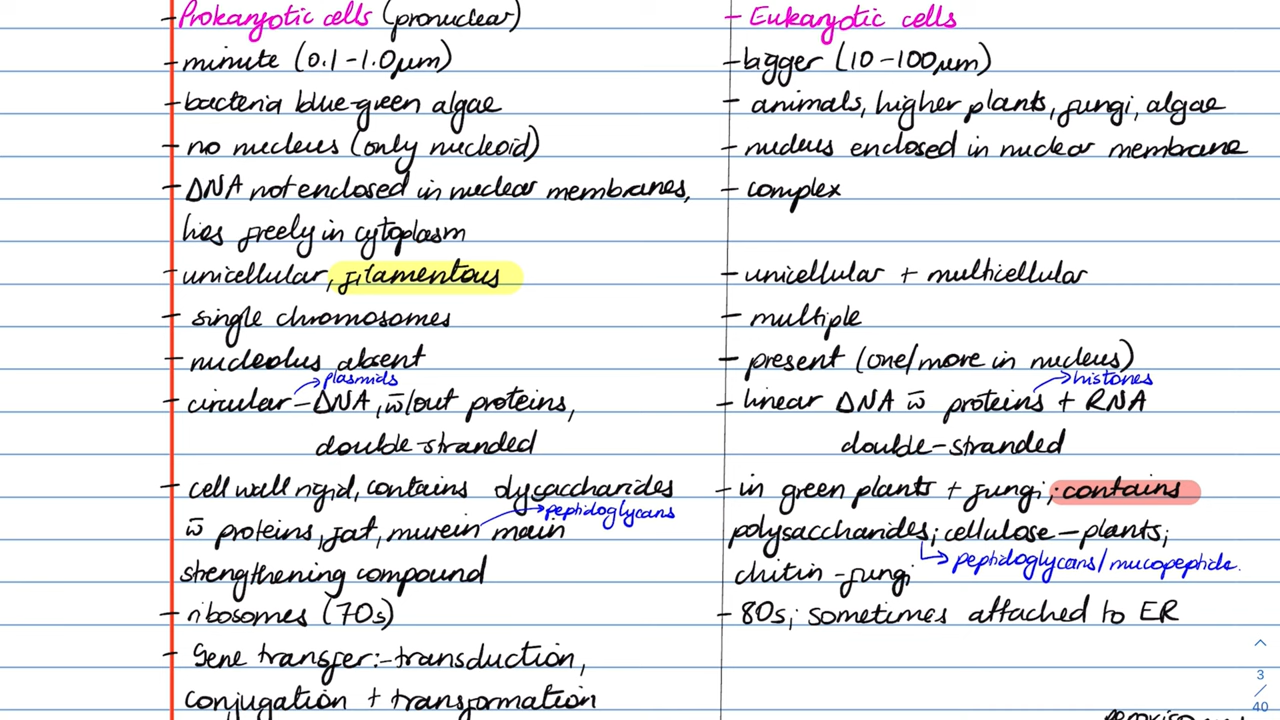 - Prokaryotic cells (pronuclear)
- minute (0.1-1.0μm)
- bacteria blue-green algae
- no nucleus (only nucleoid)
- DNA not enclosed in nuclear membranes,
lies freely in cytoplasm
- unicellular, filamentous
- single chromosomes
- nucleolus absent
→ plasmids
- circular - DNA, w̄/out proteins,
double-stranded
- cell wall rigid, contains olysaccharides
→ peptidoglycans
w̄ proteins, fat, murein main
strengthening compound
- ribosomes (70s)
- Gene transfer:- transduction,
conjugation + transformation
- Eukaryotic cells
- bigger (10-100μm)
- animals, higher plants, fungi, algae
- nucleus enclosed in nuclear membrane
- complex
- unicellular + multicellular
- multiple
- present (one/more in nucleus)
→ histones
- linear DNA w̄ proteins + RNA
double-stranded
- in green plants + fungi; contains
polysaccharides; cellulose - plants;
↳ peptidoglycans/mucopeptide.
chitin - fungi
- 80s; sometimes attached to ER
3
/
40